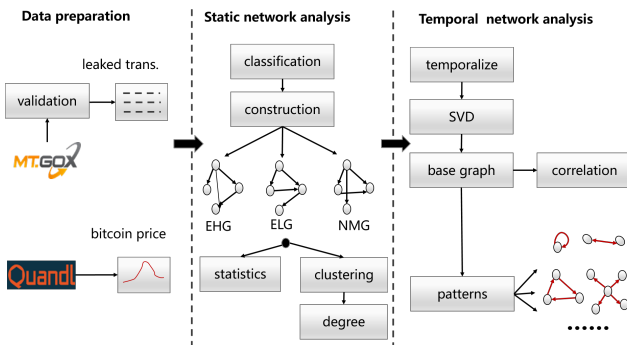 Data preparation
leaked trans.
validation
MT.GOX
bitcoin price
Quandl
Static network analysis
classification
construction
EHG
ELG
NMG
statistics
clustering
degree
Temporal network analysis
temporalize
SVD
base graph
correlation
patterns